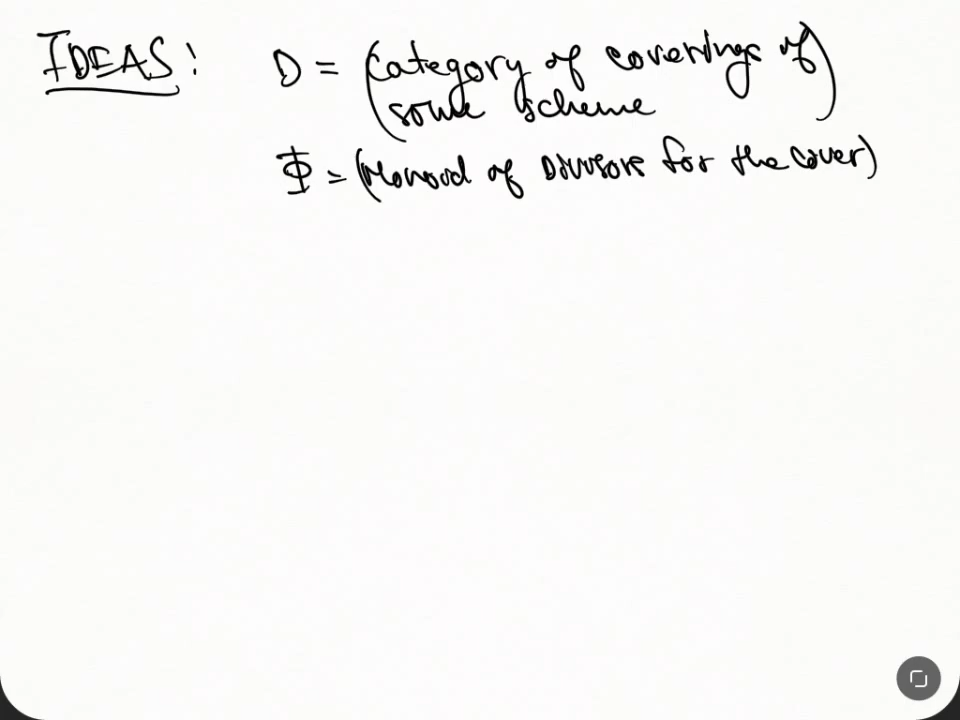 IDEAS! D = (Category of coverings of
some scheme)
Φ = (Monoid of Divisors for the cover)